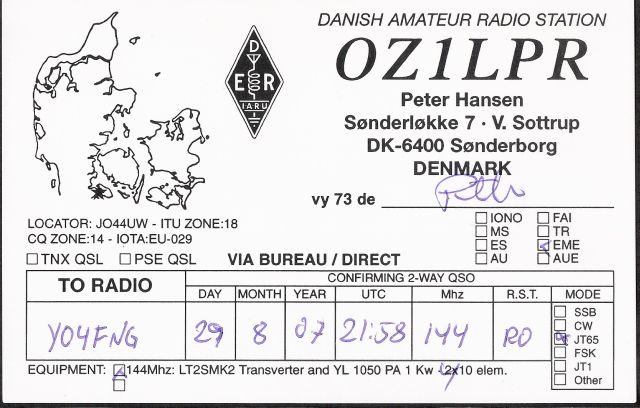 DANISH AMATEUR RADIO STATION
OZ1LPR
D
E R
IARU
Peter Hansen
Sønderløkke 7 · V. Sottrup
DK-6400 Sønderborg
DENMARK
vy 73 de
LOCATOR: JO44UW - ITU ZONE:18
CQ ZONE:14 - IOTA:EU-029
IONO FAI
MS TR
ES EME
AU AUE
TNX QSL PSE QSL VIA BUREAU / DIRECT
TO RADIO CONFIRMING 2-WAY QSO
DAY MONTH YEAR UTC Mhz R.S.T. MODE
YO4FNG 29 8 07 21:58 144 RO
SSB
CW
JT65
FSK
JT1
Other
EQUIPMENT: 144Mhz: LT2SMK2 Transverter and YL 1050 PA 1 Kw 4x10 elem.